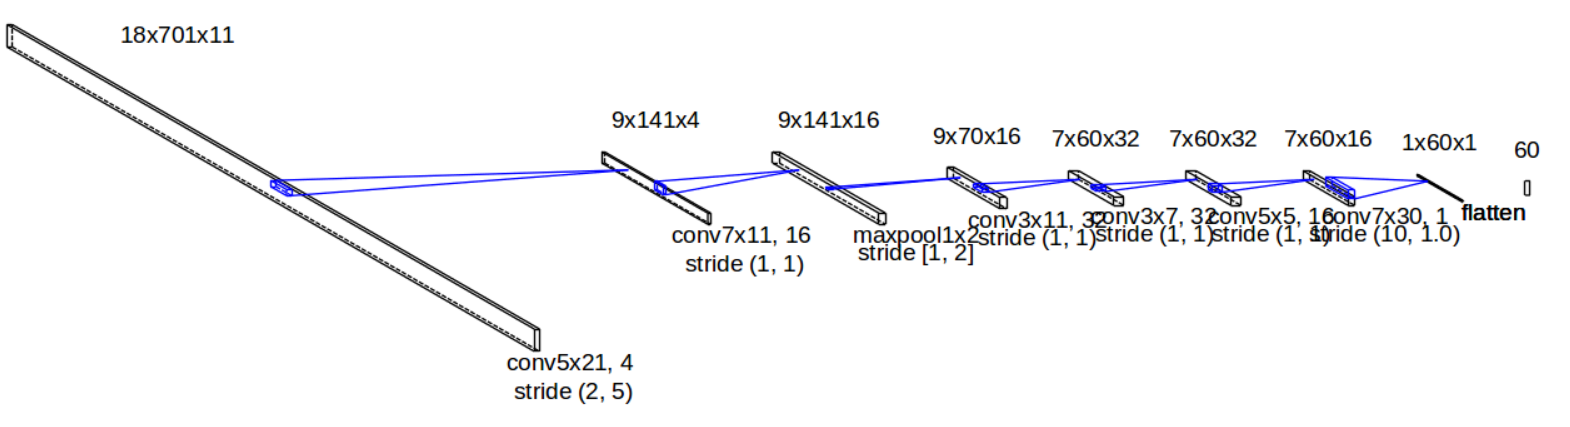 18x701x11
conv5x21, 4
stride (2, 5)
9x141x4
conv7x11, 16
stride (1, 1)
9x141x16
maxpool1x2
stride [1, 2]
9x70x16
conv3x11, 32
stride (1, 1)
7x60x32
conv3x7, 32
stride (1, 1)
7x60x32
conv5x5, 16
stride (1, 1)
7x60x16
conv7x30, 1
stride (10, 1.0)
1x60x1
flatten
60